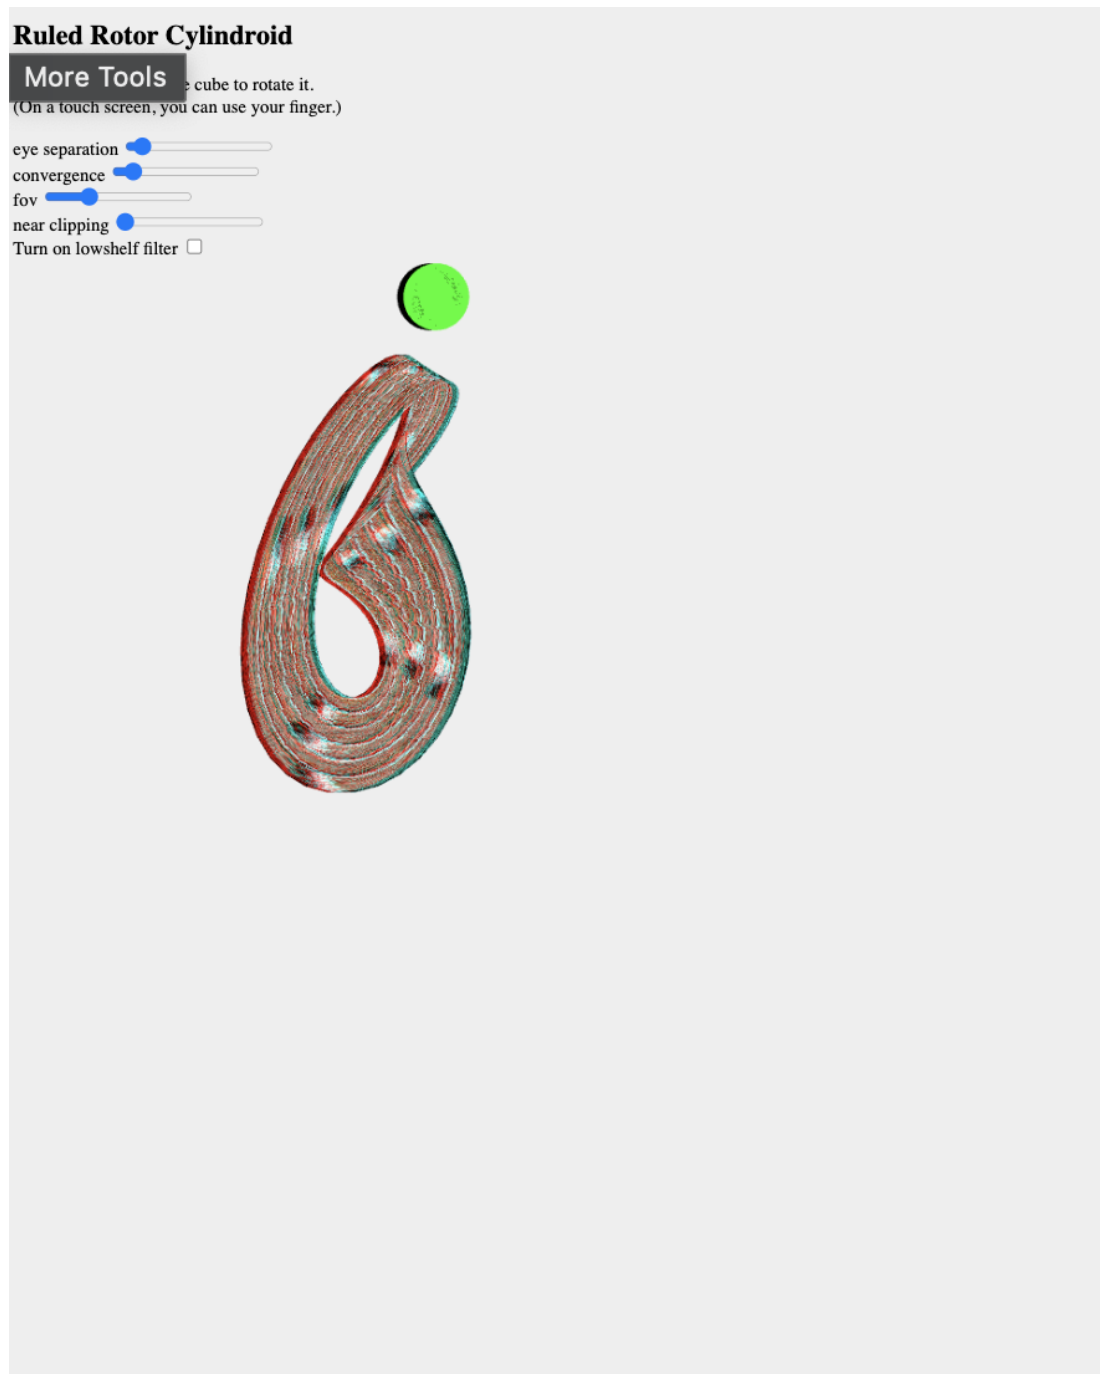 Ruled Rotor Cylindroid
More Tools
cube to rotate it.
(On a touch screen, you can use your finger.)
eye separation
convergence
fov
near clipping
Turn on lowshelf filter